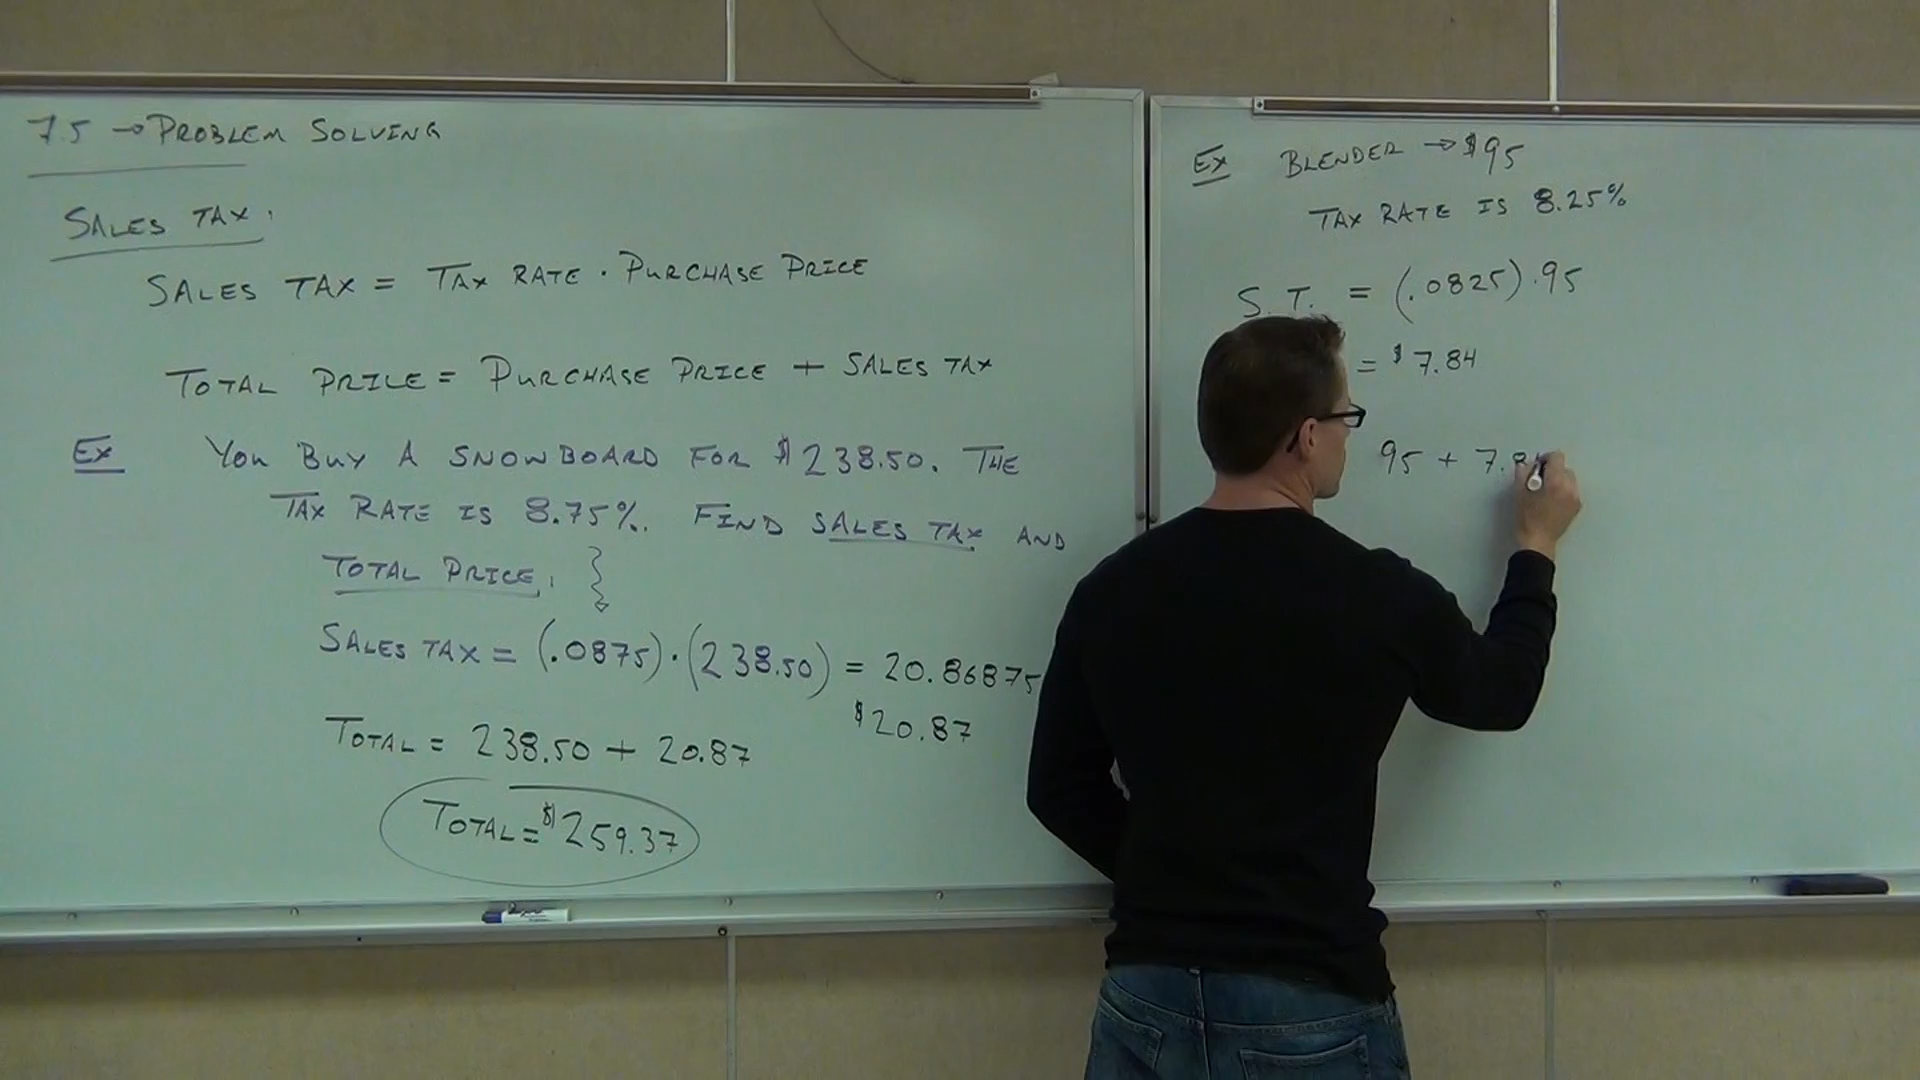 7.5 → PROBLEM SOLVING
SALES TAX.
SALES TAX = TAX RATE · PURCHASE PRICE
TOTAL PRICE = PURCHASE PRICE + SALES TAX
Ex YOU BUY A SNOWBOARD FOR $238.50. THE
TAX RATE IS 8.75%. FIND SALES TAX AND
TOTAL PRICE.
SALES TAX = (.0875)·(238.50) = 20.86875
$20.87
TOTAL = 238.50 + 20.87
TOTAL = $259.37
Ex BLENDER → $95
TAX RATE IS 8.25%
S.T. = (.0825)·95
= $7.84
95 + 7.8